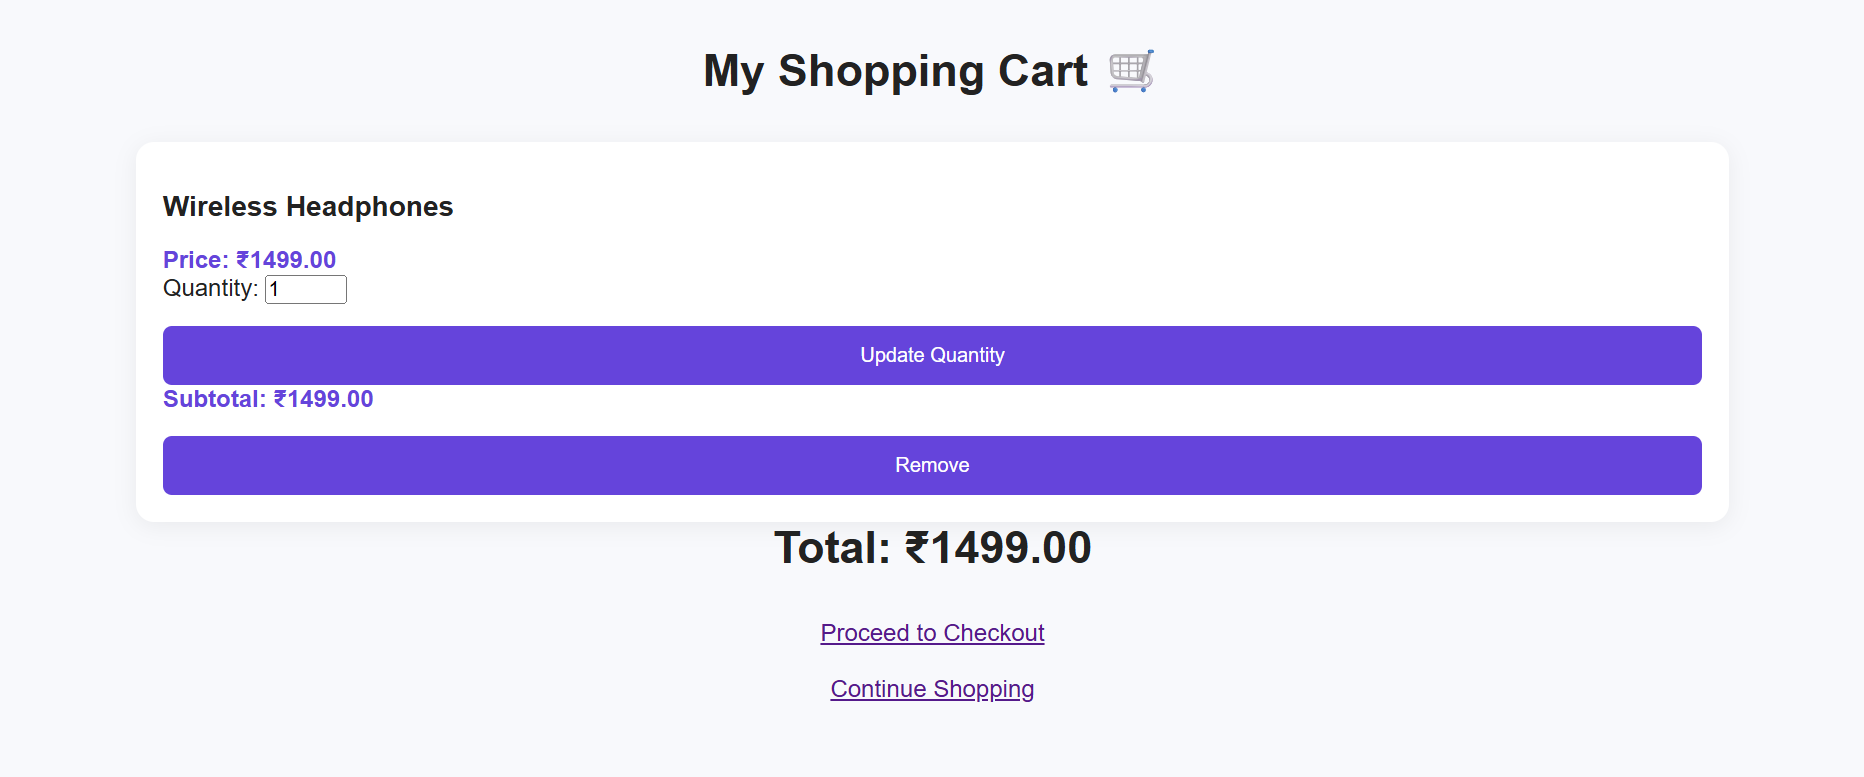 My Shopping Cart 🛒
Wireless Headphones
Price: ₹1499.00
Quantity: 1
Update Quantity
Subtotal: ₹1499.00
Remove
Total: ₹1499.00
Proceed to Checkout
Continue Shopping